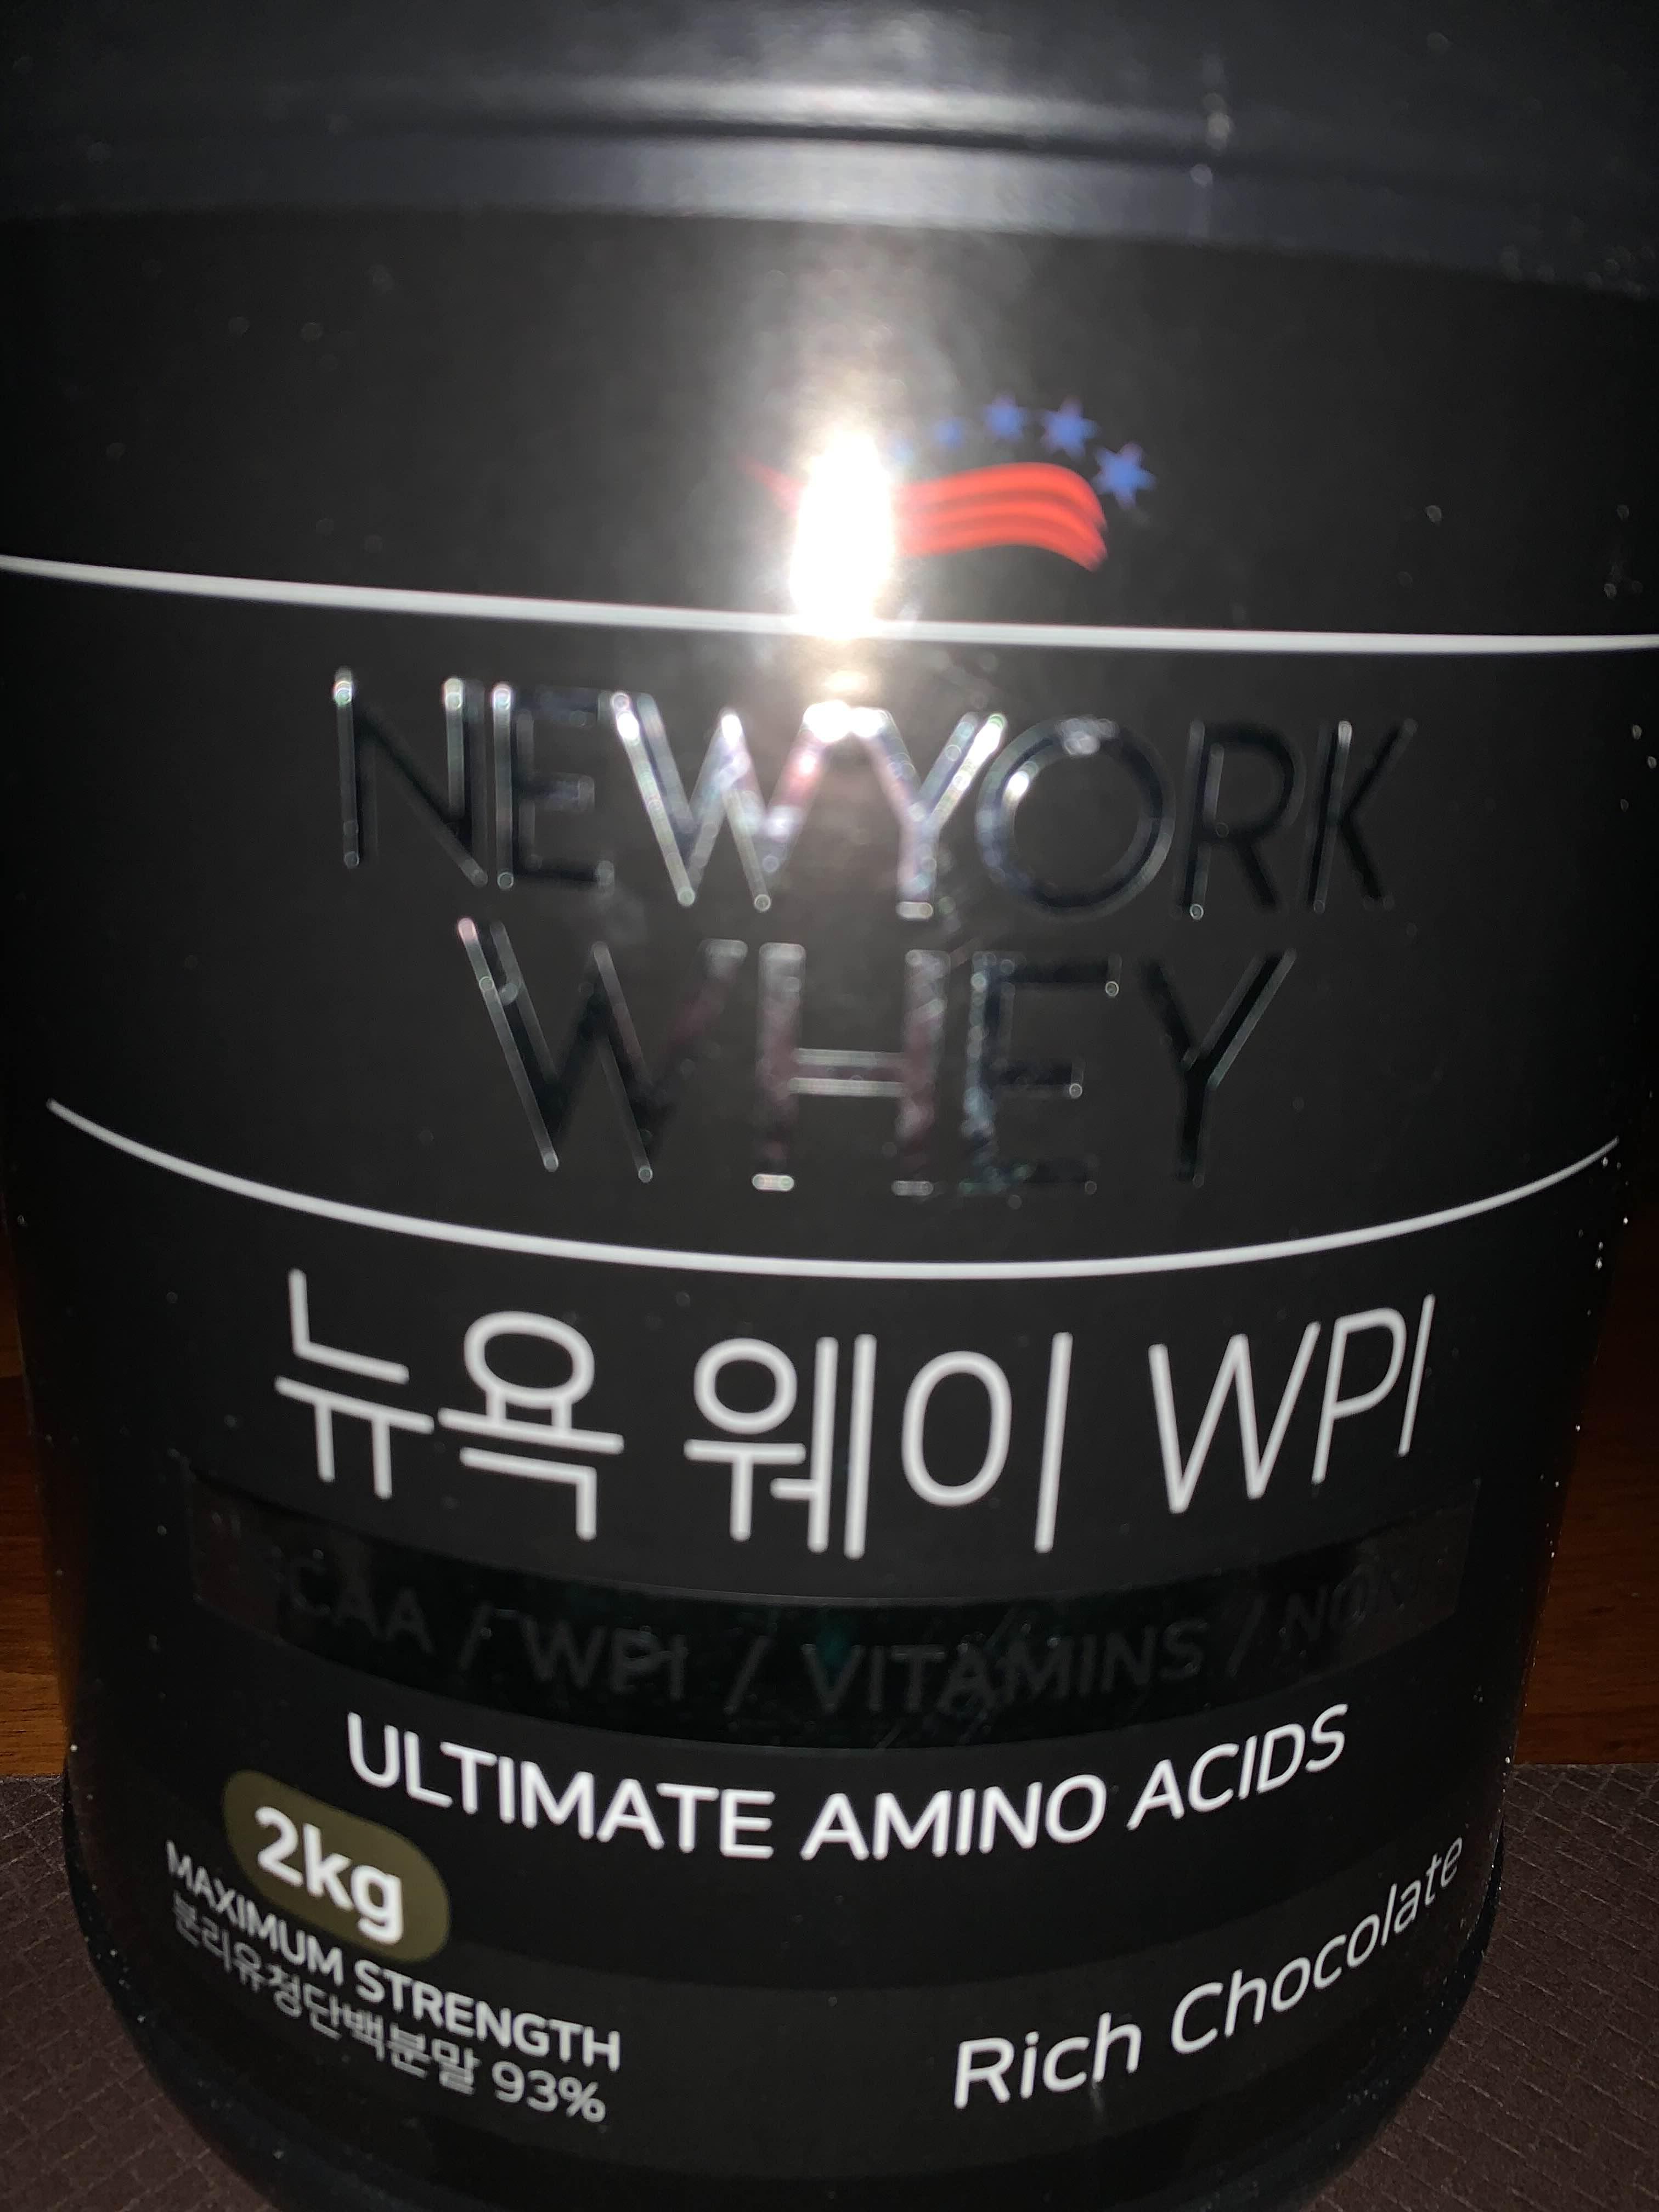 NEWYORK
WHEY
뉴욕 웨이 WPI
/ WPI / VITAMINS /
ULTIMATE AMINO ACIDS
2kg
MAXIMUM STRENGTH
분리유청단백분말 93%
Rich Chocolate